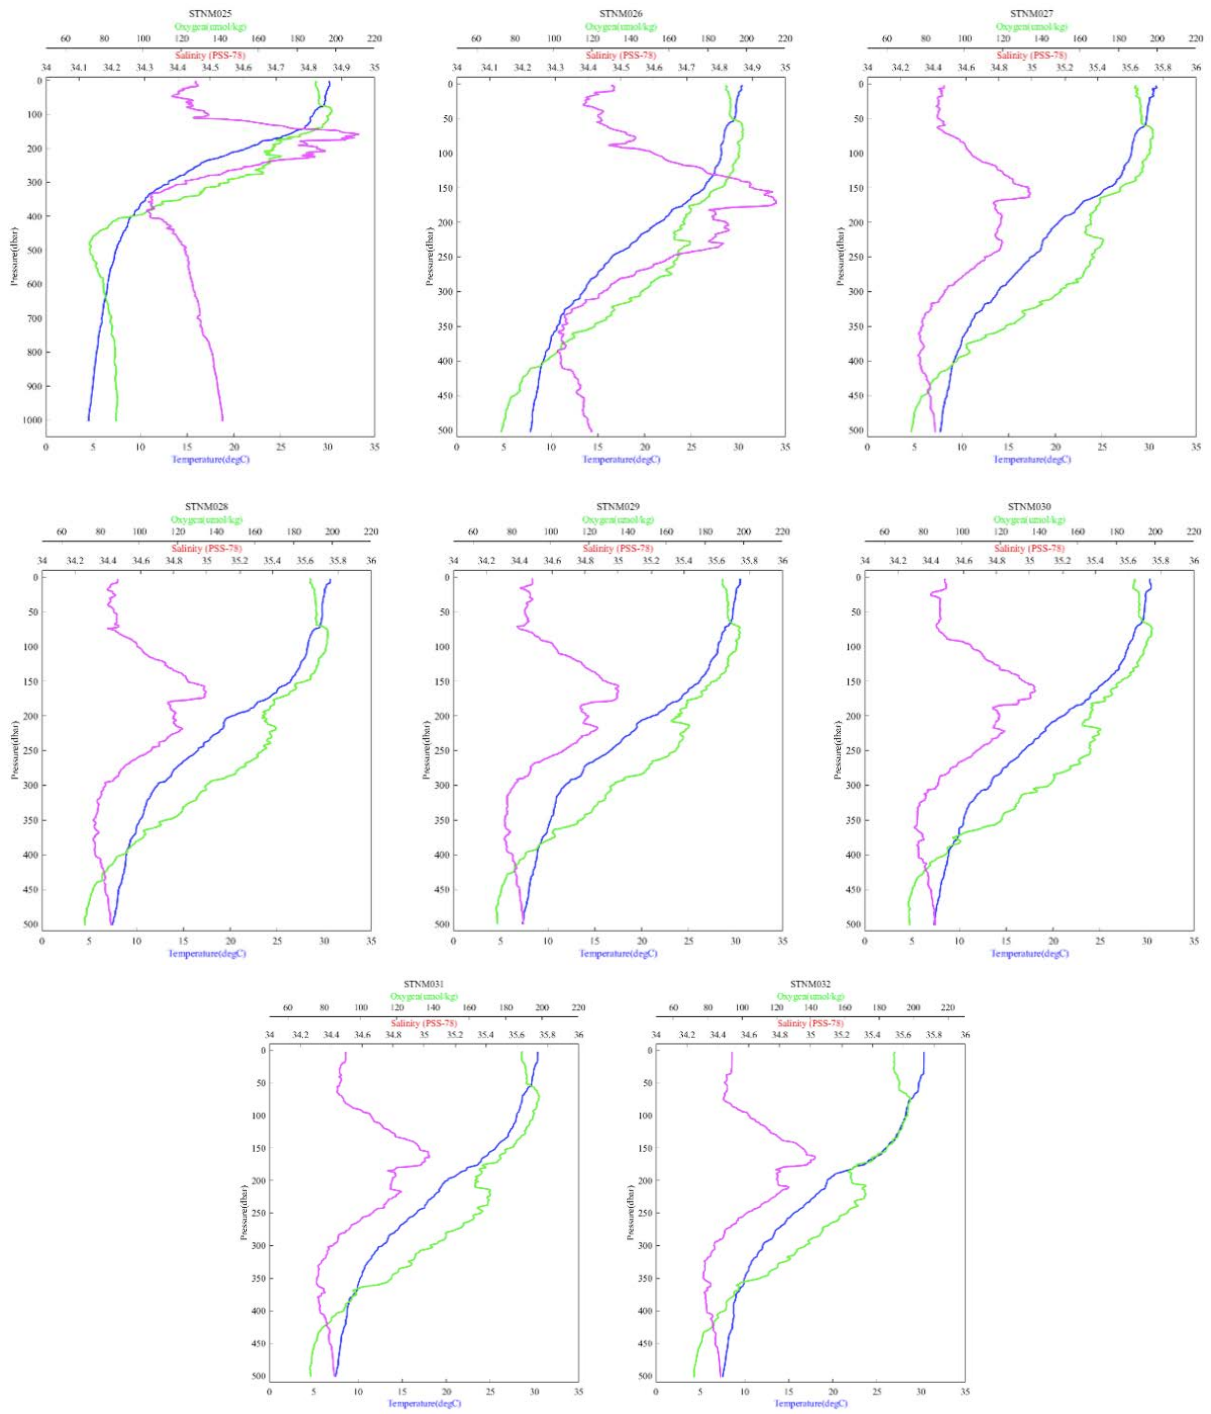 STNM025
Oxygen(umol/kg)
60 80 100 120 140 160 180 200 220
Salinity (PSS-78)
34 34.1 34.2 34.3 34.4 34.5 34.6 34.7 34.8 34.9 35
0
100
200
300
400
500
600
700
800
900
1000
Pressure(dbar)
0 5 10 15 20 25 30 35
Temperature(degC)
STNM026
Oxygen(umol/kg)
60 80 100 120 140 160 180 200 220
Salinity (PSS-78)
34 34.1 34.2 34.3 34.4 34.5 34.6 34.7 34.8 34.9 35
0
50
100
150
200
250
300
350
400
450
500
Pressure(dbar)
0 5 10 15 20 25 30 35
Temperature(degC)
STNM027
Oxygen(umol/kg)
60 80 100 120 140 160 180 200 220
Salinity (PSS-78)
34 34.2 34.4 34.6 34.8 35 35.2 35.4 35.6 35.8 36
0
50
100
150
200
250
300
350
400
450
500
Pressure(dbar)
0 5 10 15 20 25 30 35
Temperature(degC)
STNM028
Oxygen(umol/kg)
60 80 100 120 140 160 180 200 220
Salinity (PSS-78)
34 34.2 34.4 34.6 34.8 35 35.2 35.4 35.6 35.8 36
0
50
100
150
200
250
300
350
400
450
500
Pressure(dbar)
0 5 10 15 20 25 30 35
Temperature(degC)
STNM029
Oxygen(umol/kg)
60 80 100 120 140 160 180 200 220
Salinity (PSS-78)
34 34.2 34.4 34.6 34.8 35 35.2 35.4 35.6 35.8 36
0
50
100
150
200
250
300
350
400
450
500
Pressure(dbar)
0 5 10 15 20 25 30 35
Temperature(degC)
STNM030
Oxygen(umol/kg)
60 80 100 120 140 160 180 200 220
Salinity (PSS-78)
34 34.2 34.4 34.6 34.8 35 35.2 35.4 35.6 35.8 36
0
50
100
150
200
250
300
350
400
450
500
Pressure(dbar)
0 5 10 15 20 25 30 35
Temperature(degC)
STNM031
Oxygen(umol/kg)
60 80 100 120 140 160 180 200 220
Salinity (PSS-78)
34 34.2 34.4 34.6 34.8 35 35.2 35.4 35.6 35.8 36
0
50
100
150
200
250
300
350
400
450
500
Pressure(dbar)
0 5 10 15 20 25 30 35
Temperature(degC)
STNM032
Oxygen(umol/kg)
60 80 100 120 140 160 180 200 220
Salinity (PSS-78)
34 34.2 34.4 34.6 34.8 35 35.2 35.4 35.6 35.8 36
0
50
100
150
200
250
300
350
400
450
500
Pressure(dbar)
0 5 10 15 20 25 30 35
Temperature(degC)